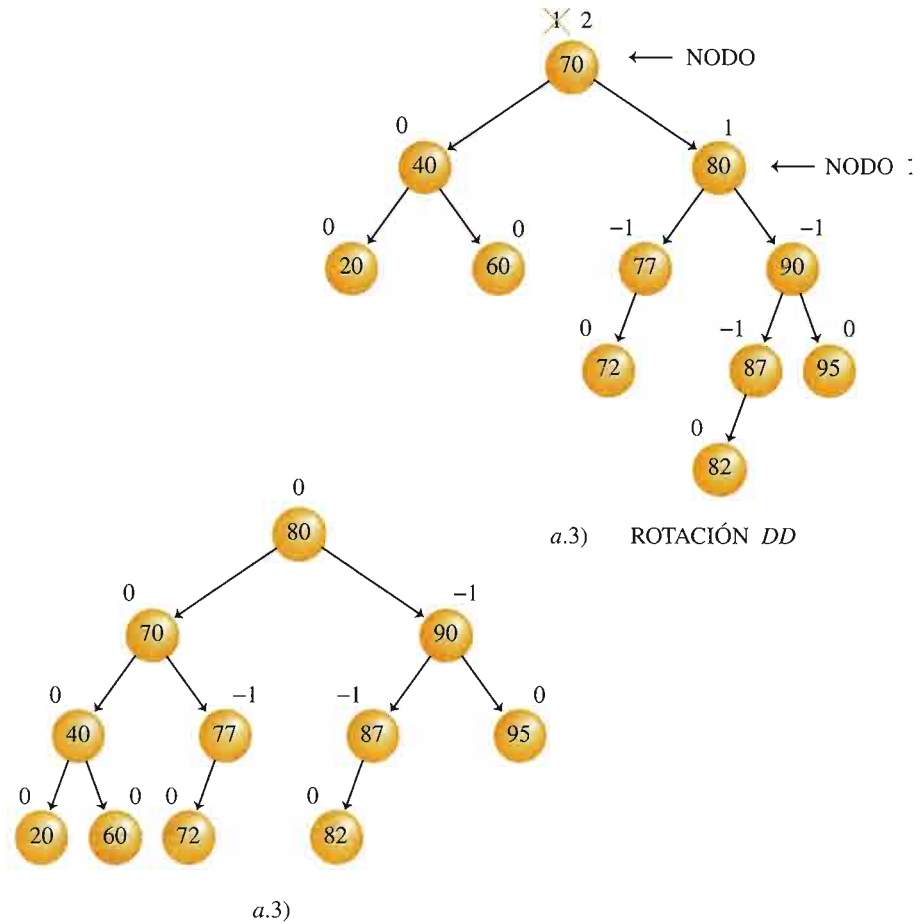 1 2
70 ← NODO
0 1
40 80 ← NODO
0 0 −1 −1
20 60 77 90
0 −1 0
72 87 95
0
82
a.3) ROTACIÓN DD
0
80
0 −1
70 90
0 −1 −1 0
40 77 87 95
0 0 0 0
20 60 72 82
a.3)